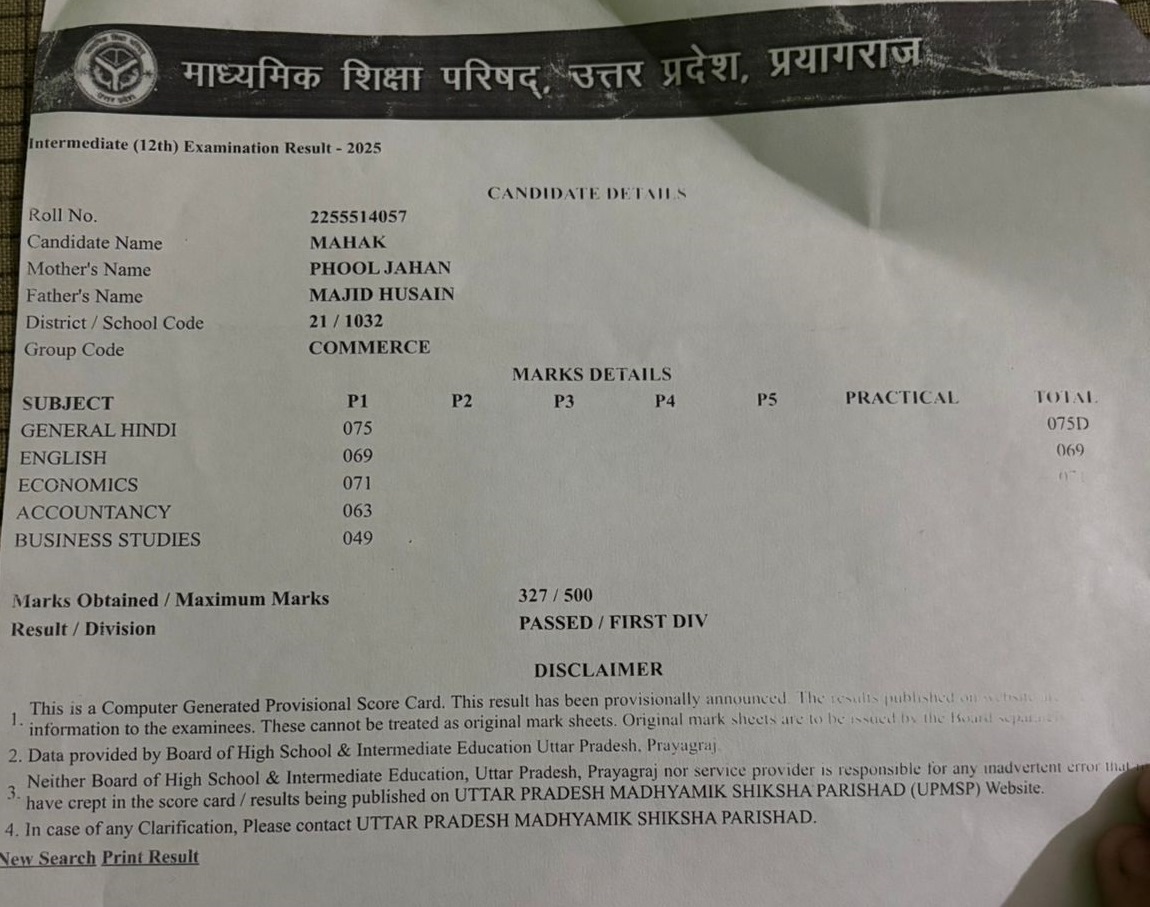 माध्यमिक शिक्षा परिषद्, उत्तर प्रदेश, प्रयागराज
Intermediate (12th) Examination Result - 2025
CANDIDATE DETAILS
Roll No. 2255514057
Candidate Name MAHAK
Mother's Name PHOOL JAHAN
Father's Name MAJID HUSAIN
District / School Code 21 / 1032
Group Code COMMERCE
MARKS DETAILS
SUBJECT P1 P2 P3 P4 P5 PRACTICAL TOTAL
GENERAL HINDI 075 075D
ENGLISH 069 069
ECONOMICS 071
ACCOUNTANCY 063
BUSINESS STUDIES 049
Marks Obtained / Maximum Marks 327 / 500
Result / Division PASSED / FIRST DIV
DISCLAIMER
1. This is a Computer Generated Provisional Score Card. This result has been provisionally announced. The results published on website
information to the examinees. These cannot be treated as original mark sheets. Original mark sheets are to be issued by the Board
2. Data provided by Board of High School & Intermediate Education Uttar Pradesh, Prayagraj.
3. Neither Board of High School & Intermediate Education, Uttar Pradesh, Prayagraj nor service provider is responsible for any inadvertent error that
have crept in the score card / results being published on UTTAR PRADESH MADHYAMIK SHIKSHA PARISHAD (UPMSP) Website.
4. In case of any Clarification, Please contact UTTAR PRADESH MADHYAMIK SHIKSHA PARISHAD.
New Search Print Result